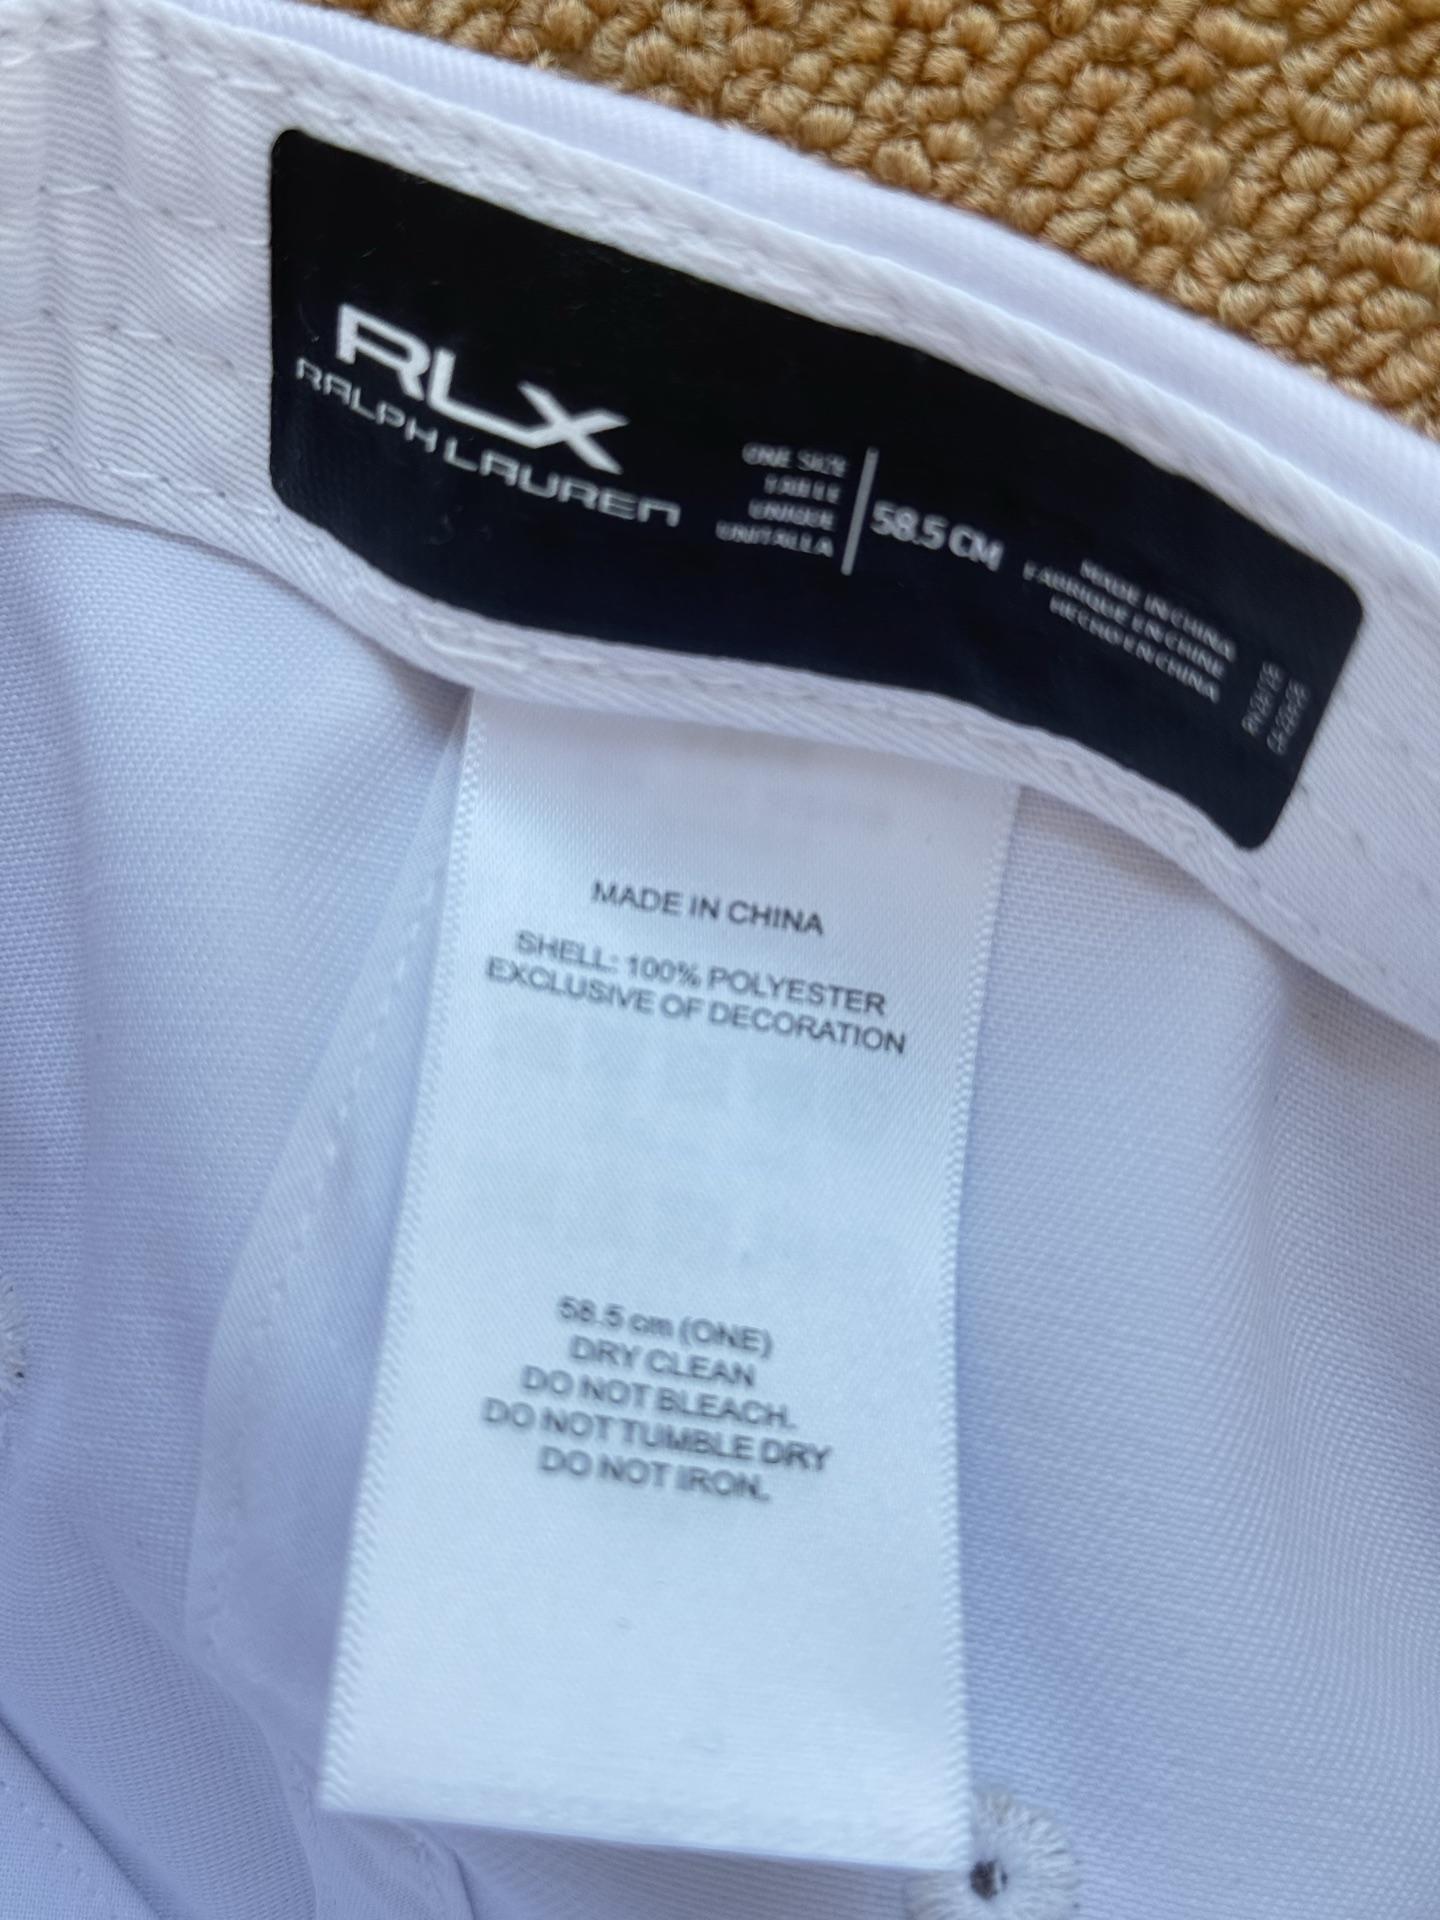 RLX
RALPH LAUREN
ONE SIZE
TAILLE
UNIQUE
UNITALLA
58.5 CM
MADE IN CHINA
FABRIQUE EN CHINE
HECHO EN CHINA
MADE IN CHINA
SHELL: 100% POLYESTER
EXCLUSIVE OF DECORATION
58.5 cm (ONE)
DRY CLEAN
DO NOT BLEACH.
DO NOT TUMBLE DRY
DO NOT IRON.